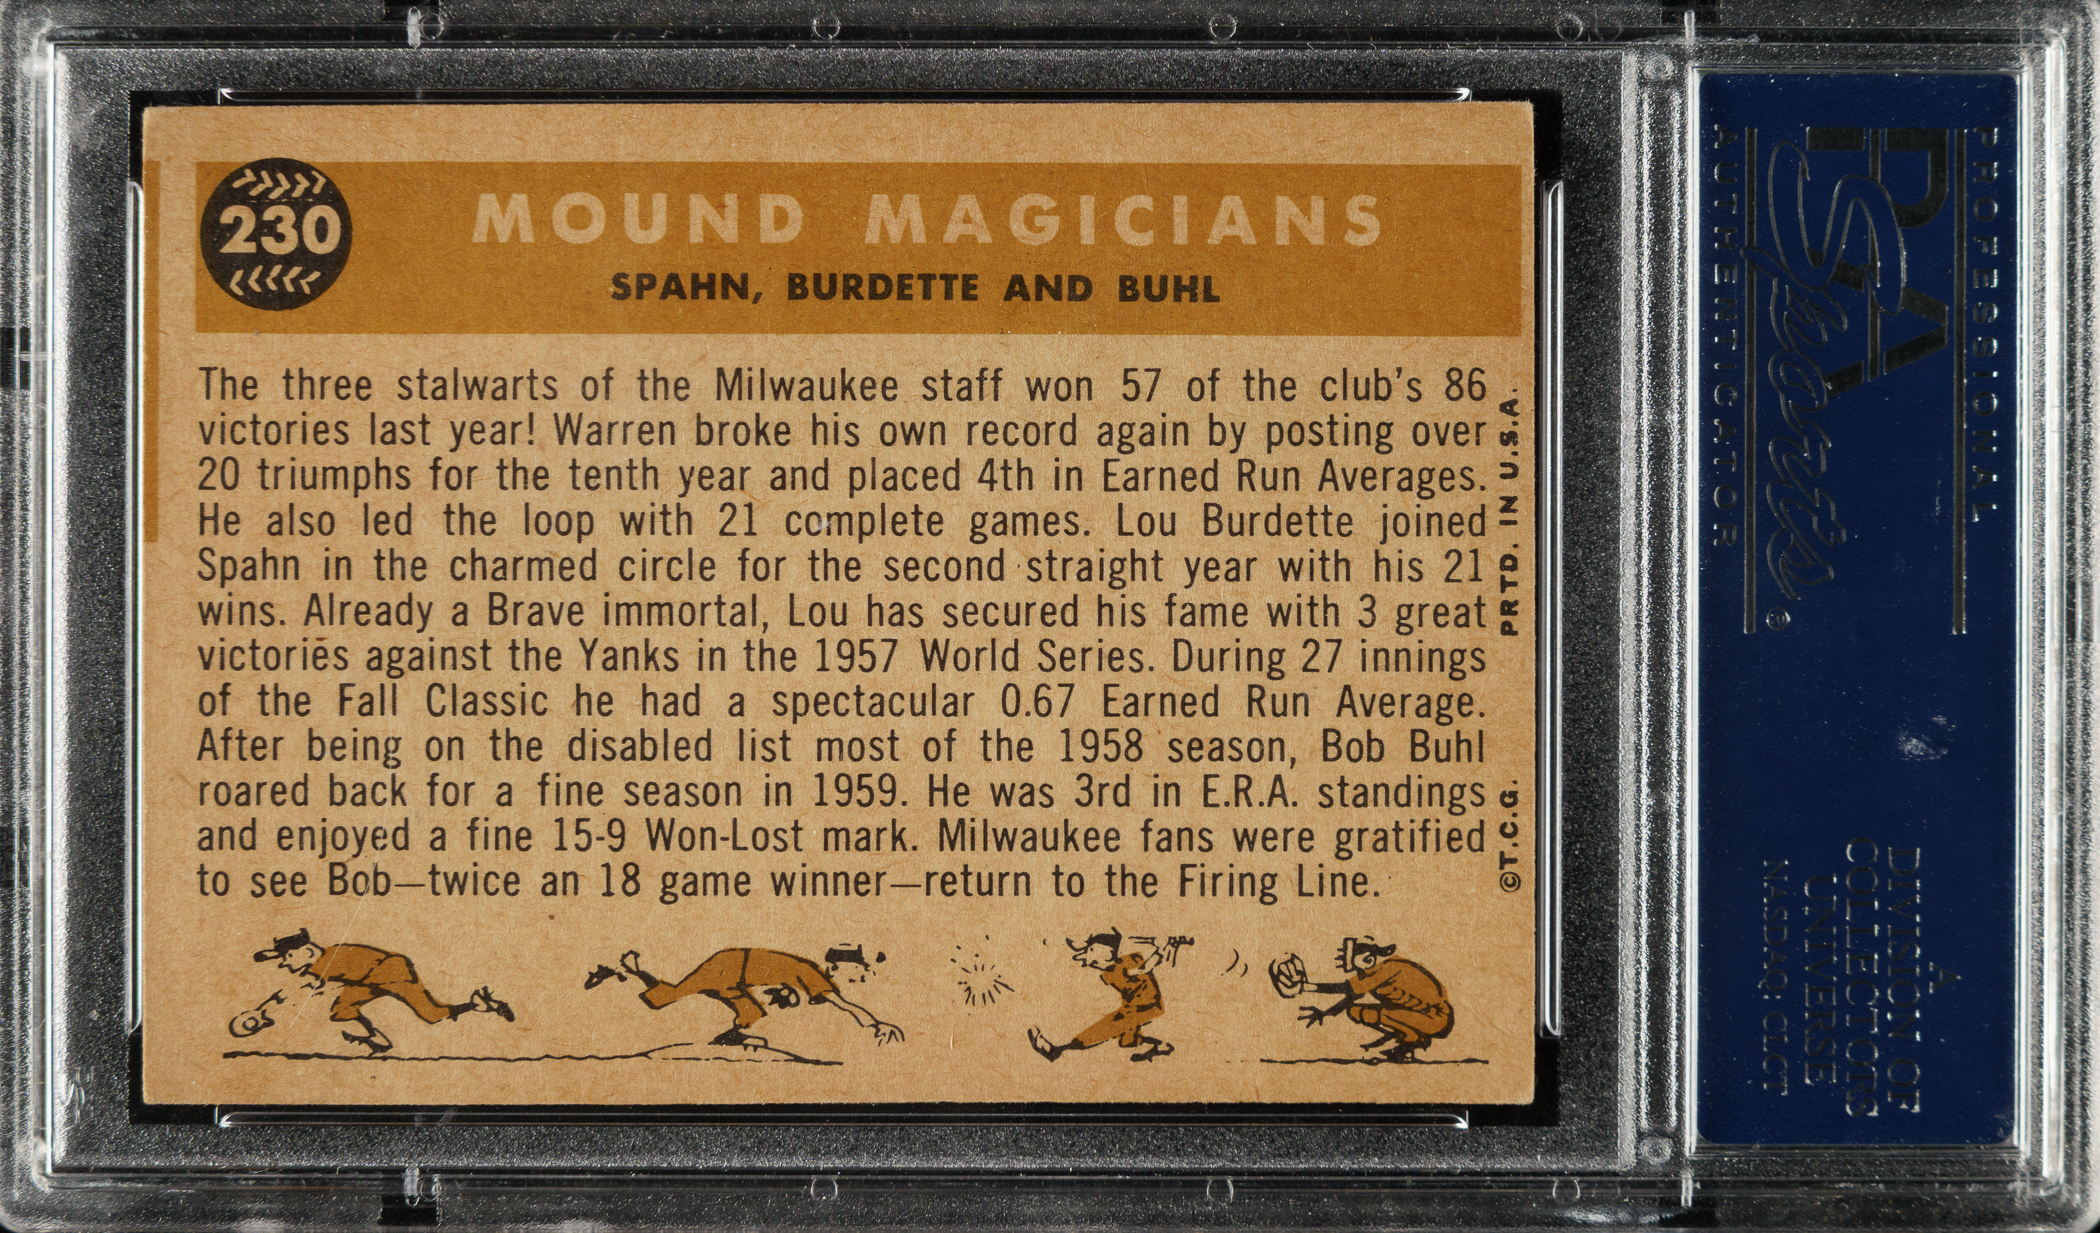 230
MOUND MAGICIANS
SPAHN, BURDETTE AND BUHL
The three stalwarts of the Milwaukee staff won 57 of the club's 86
victories last year! Warren broke his own record again by posting over
20 triumphs for the tenth year and placed 4th in Earned Run Averages.
He also led the loop with 21 complete games. Lou Burdette joined
Spahn in the charmed circle for the second straight year with his 21
wins. Already a Brave immortal, Lou has secured his fame with 3 great
victories against the Yanks in the 1957 World Series. During 27 innings
of the Fall Classic he had a spectacular 0.67 Earned Run Average.
After being on the disabled list most of the 1958 season, Bob Buhl
roared back for a fine season in 1959. He was 3rd in E.R.A. standings
and enjoyed a fine 15-9 Won-Lost mark. Milwaukee fans were gratified
to see Bob—twice an 18 game winner—return to the Firing Line.
©T.C.G. PRTD. IN U.S.A.
PROFESSIONAL
PSA
Sports
®
AUTHENTICATOR
A
DIVISION OF
COLLECTORS
UNIVERSE
NASDAQ: CLCT